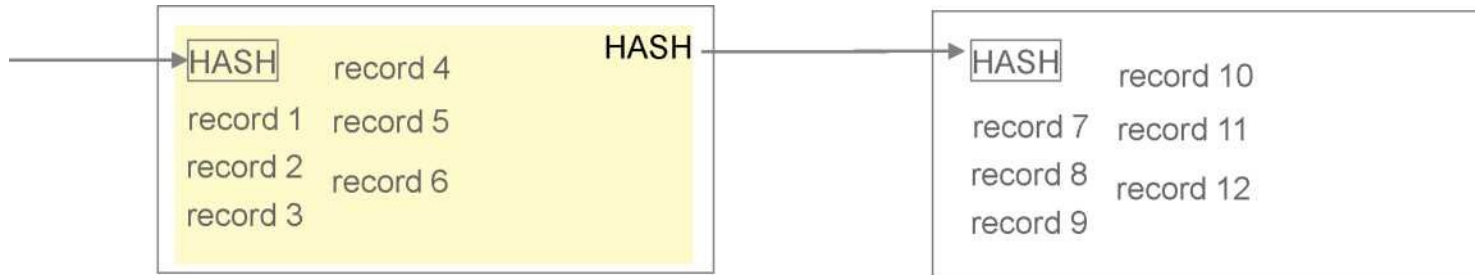 HASH
record 1
record 2
record 3
record 4
record 5
record 6
HASH
HASH
record 7
record 8
record 9
record 10
record 11
record 12